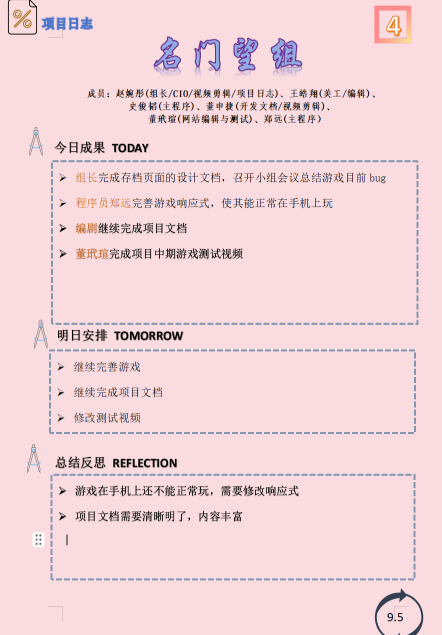 项目日志
4
名门望组
成员：赵婉彤(组长/CIO/视频剪辑/项目日志)、王皓翔(美工/编辑)、
史俊韬(主程序)、董申捷(开发文档/视频剪辑)、
董玳瑄(网站编辑与测试)、郑远(主程序)
今日成果 TODAY
➢ 组长完成存档页面的设计文档，召开小组会议总结游戏目前 bug
➢ 程序员郑远完善游戏响应式，使其能正常在手机上玩
➢ 编剧继续完成项目文档
➢ 董玳瑄完成项目中期游戏测试视频
明日安排 TOMORROW
➢ 继续完善游戏
➢ 继续完成项目文档
➢ 修改测试视频
总结反思 REFLECTION
➢ 游戏在手机上还不能正常玩，需要修改响应式
➢ 项目文档需要清晰明了，内容丰富
9.5